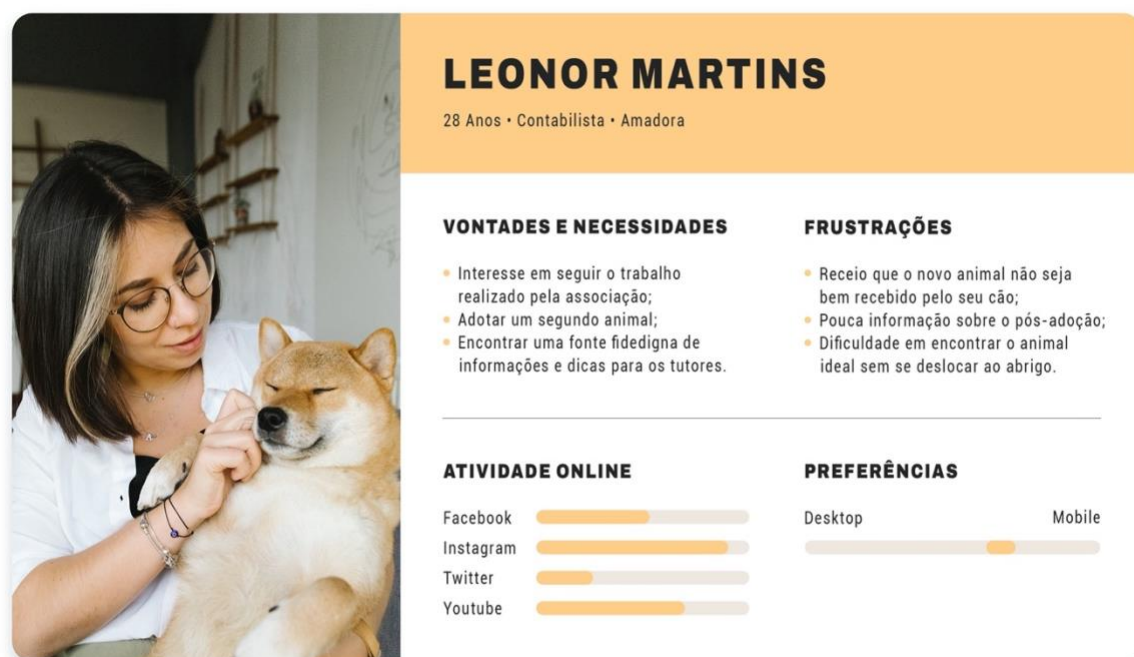 LEONOR MARTINS
28 Anos • Contabilista • Amadora
VONTADES E NECESSIDADES
• Interesse em seguir o trabalho
realizado pela associação;
• Adotar um segundo animal;
• Encontrar uma fonte fidedigna de
informações e dicas para os tutores.
FRUSTRAÇÕES
• Receio que o novo animal não seja
bem recebido pelo seu cão;
• Pouca informação sobre o pós-adoção;
• Dificuldade em encontrar o animal
ideal sem se deslocar ao abrigo.
ATIVIDADE ONLINE
Facebook
Instagram
Twitter
Youtube
PREFERÊNCIAS
Desktop Mobile